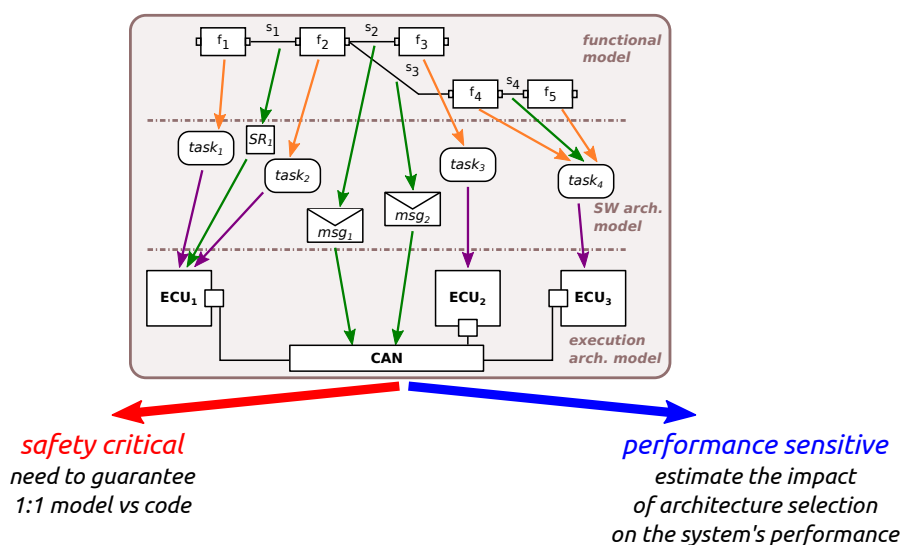 f1 s1 f2 s2 f3
functional
model
s3
f4 s4 f5
task1 SR1
task2 task3
task4
msg1 msg2
SW arch.
model
ECU1 ECU2 ECU3
execution
arch. model
CAN
safety critical
need to guarantee
1:1 model vs code
performance sensitive
estimate the impact
of architecture selection
on the system's performance